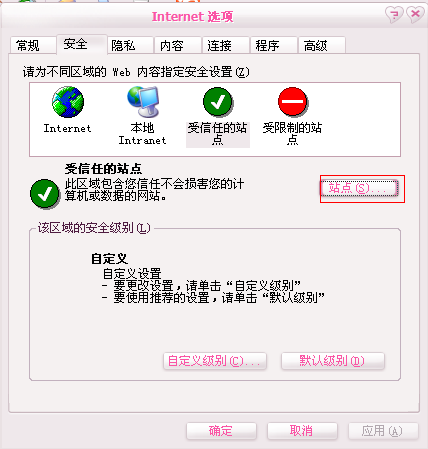 Internet 选项
常规 安全 隐私 内容 连接 程序 高级
请为不同区域的 Web 内容指定安全设置(Z)
Internet 本地 Intranet 受信任的站点 受限制的站点
受信任的站点
此区域包含您信任不会损害您的计
算机或数据的网站。
站点(S)...
该区域的安全级别(L)
自定义
自定义设置
- 要更改设置，请单击“自定义级别”
- 要使用推荐的设置，请单击“默认级别”
自定义级别(C)... 默认级别(D)
确定 取消 应用(A)